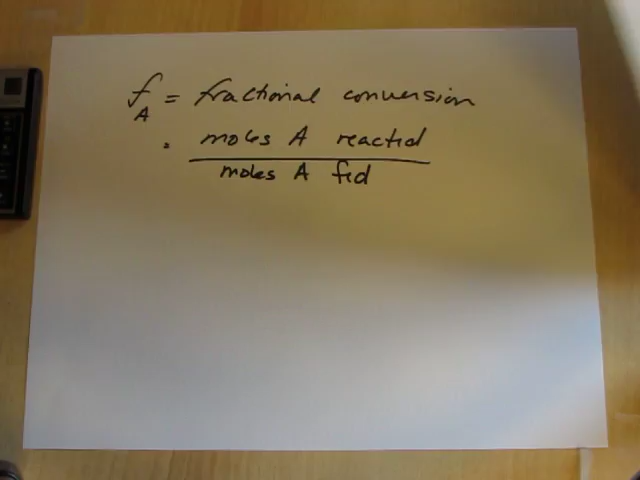 f_A = fractional conversion
= moles A reacted
moles A fed